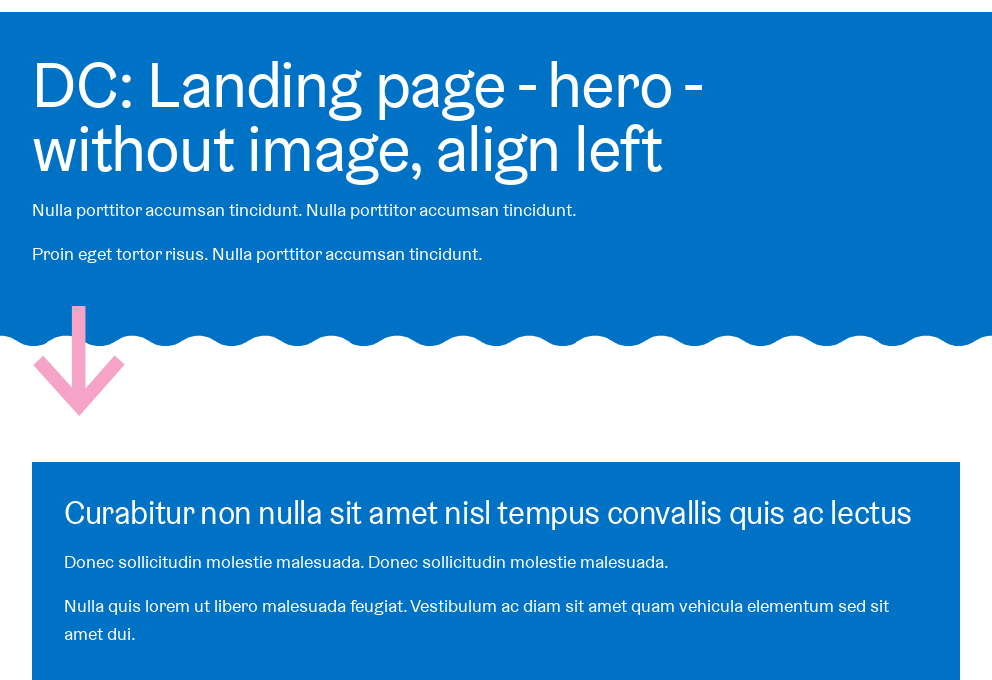 DC: Landing page - hero -
without image, align left
Nulla porttitor accumsan tincidunt. Nulla porttitor accumsan tincidunt.
Proin eget tortor risus. Nulla porttitor accumsan tincidunt.
Curabitur non nulla sit amet nisl tempus convallis quis ac lectus
Donec sollicitudin molestie malesuada. Donec sollicitudin molestie malesuada.
Nulla quis lorem ut libero malesuada feugiat. Vestibulum ac diam sit amet quam vehicula elementum sed sit
amet dui.